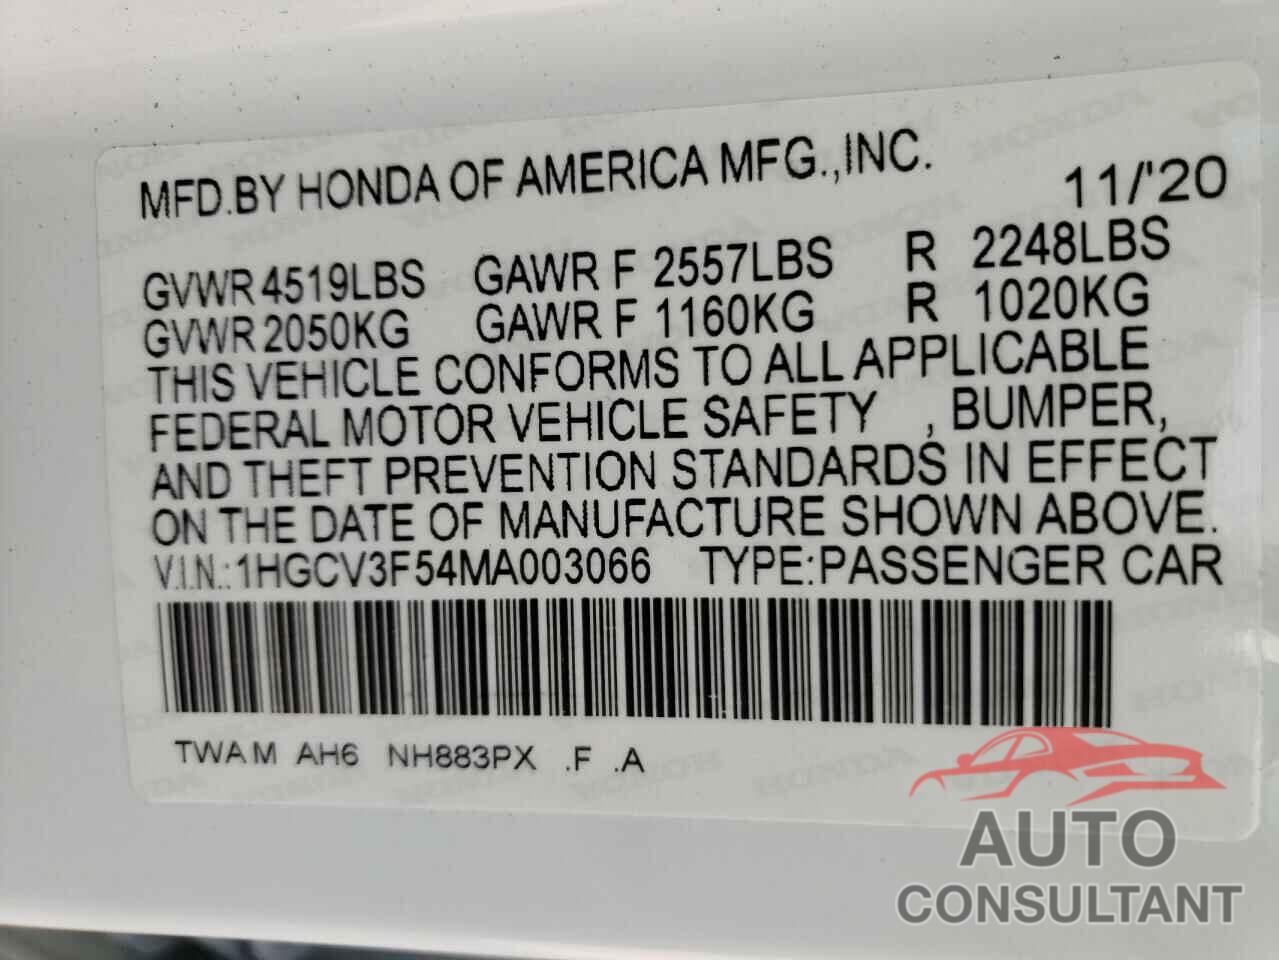 MFD.BY HONDA OF AMERICA MFG.,INC. 11/'20
GVWR 4519LBS GAWR F 2557LBS R 2248LBS
GVWR 2050KG GAWR F 1160KG R 1020KG
THIS VEHICLE CONFORMS TO ALL APPLICABLE
FEDERAL MOTOR VEHICLE SAFETY , BUMPER,
AND THEFT PREVENTION STANDARDS IN EFFECT
ON THE DATE OF MANUFACTURE SHOWN ABOVE.
V.I.N.:1HGCV3F54MA003066 TYPE:PASSENGER CAR
TWAM AH6 NH883PX .F .A
AUTO
CONSULTANT